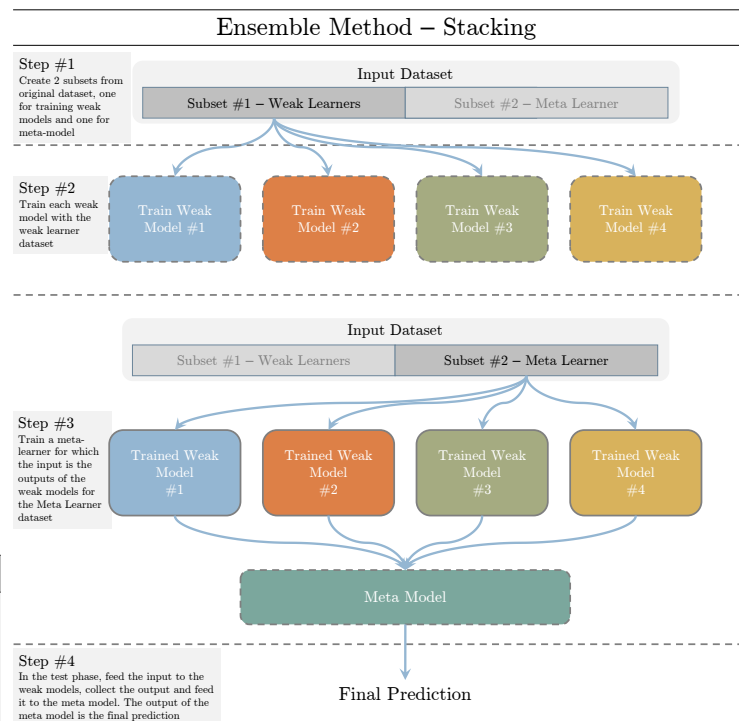 Ensemble Method – Stacking
Step #1
Create 2 subsets from
original dataset, one
for training weak
models and one for
meta-model
Input Dataset
Subset #1 – Weak Learners
Subset #2 – Meta Learner
Step #2
Train each weak
model with the
weak learner
dataset
Train Weak
Model #1
Train Weak
Model #2
Train Weak
Model #3
Train Weak
Model #4
Input Dataset
Subset #1 – Weak Learners
Subset #2 – Meta Learner
Step #3
Train a meta-
learner for which
the input is the
outputs of the
weak models for
the Meta Learner
dataset
Trained Weak
Model
#1
Trained Weak
Model
#2
Trained Weak
Model
#3
Trained Weak
Model
#4
Meta Model
Step #4
In the test phase, feed the input to the
weak models, collect the output and feed
it to the meta model. The output of the
meta model is the final prediction
Final Prediction